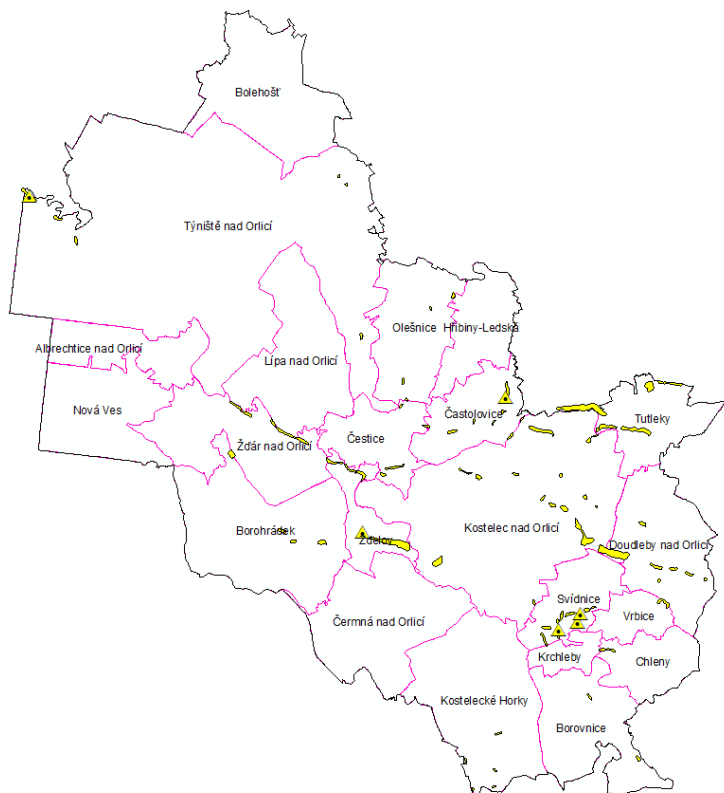 Bolehošť
Týniště nad Orlicí
Olešnice
Hřibiny-Ledská
Albrechtice nad Orlicí
Lípa nad Orlicí
Nová Ves
Častolovice
Tutleky
Čestice
Žďár nad Orlicí
Borohrádek
Zdelov
Kostelec nad Orlicí
Doudleby nad Orlicí
Svídnice
Čermná nad Orlicí
Vrbice
Krchleby
Chleny
Kostelecké Horky
Borovnice